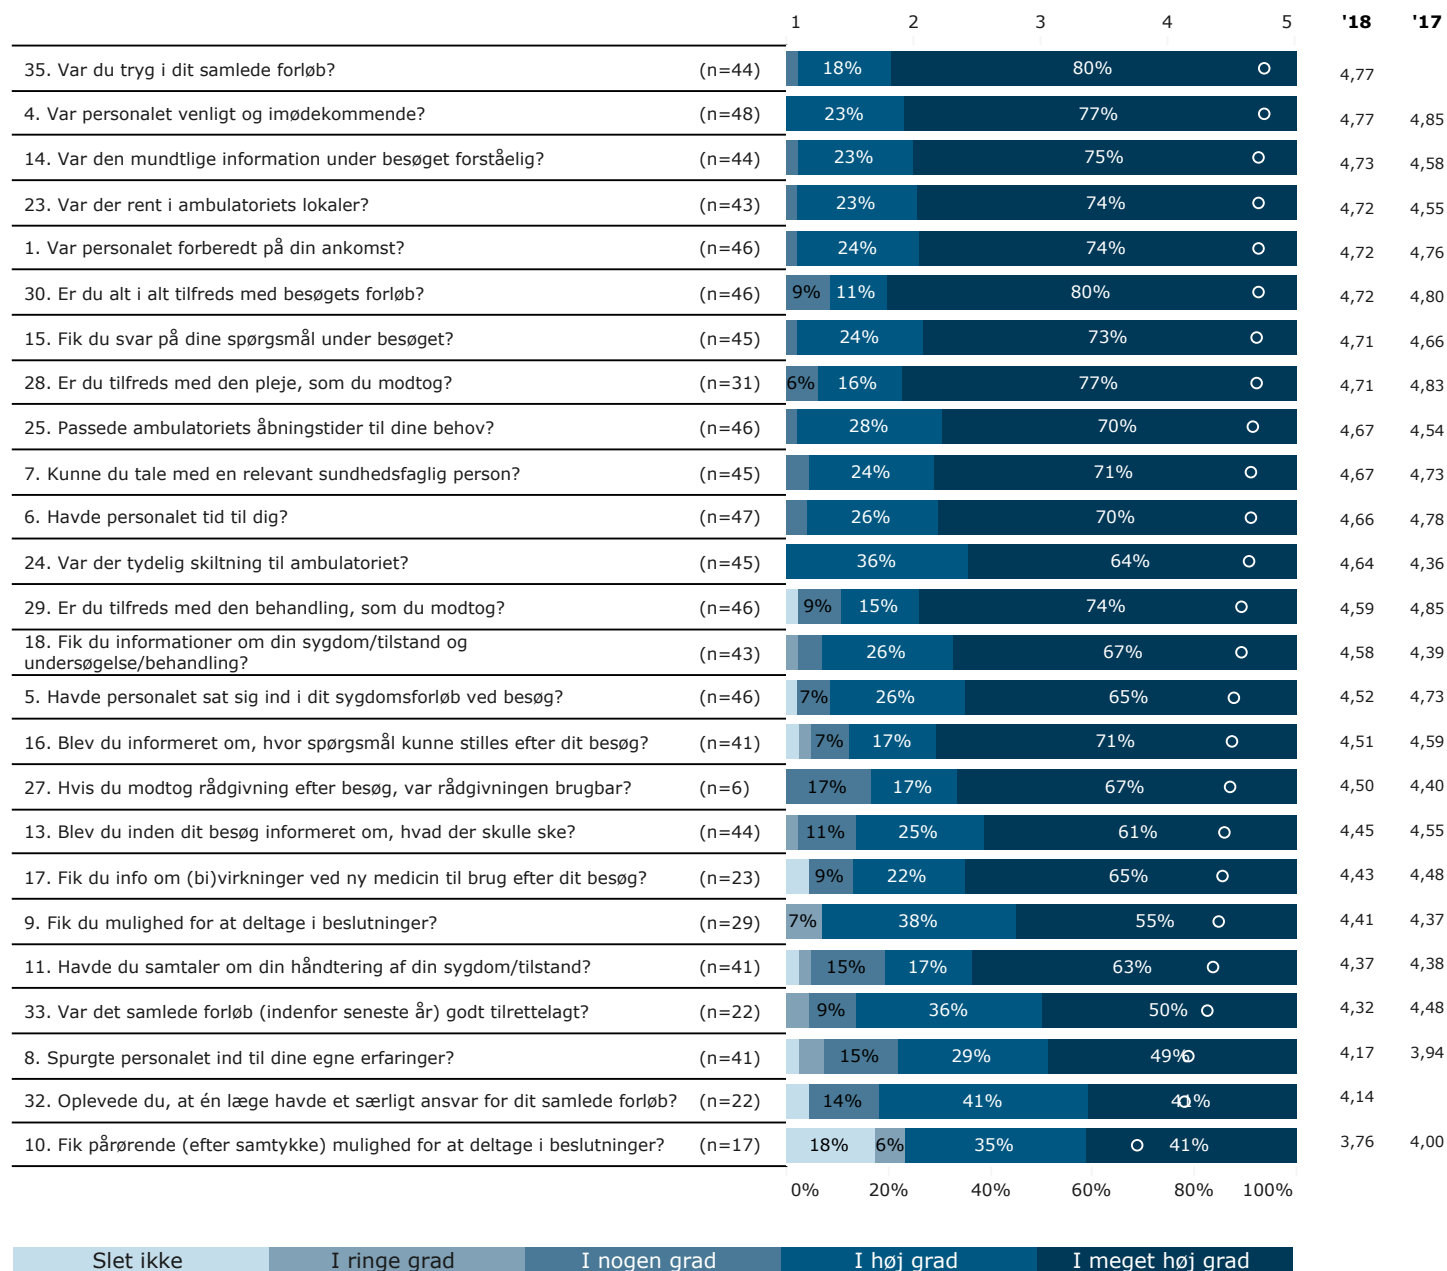 1 2 3 4 5 '18 '17
35. Var du tryg i dit samlede forløb? (n=44) 18% 80% 4,77
4. Var personalet venligt og imødekommende? (n=48) 23% 77% 4,77 4,85
14. Var den mundtlige information under besøget forståelig? (n=44) 23% 75% 4,73 4,58
23. Var der rent i ambulatoriets lokaler? (n=43) 23% 74% 4,72 4,55
1. Var personalet forberedt på din ankomst? (n=46) 24% 74% 4,72 4,76
30. Er du alt i alt tilfreds med besøgets forløb? (n=46) 9% 11% 80% 4,72 4,80
15. Fik du svar på dine spørgsmål under besøget? (n=45) 24% 73% 4,71 4,66
28. Er du tilfreds med den pleje, som du modtog? (n=31) 6% 16% 77% 4,71 4,83
25. Passede ambulatoriets åbningstider til dine behov? (n=46) 28% 70% 4,67 4,54
7. Kunne du tale med en relevant sundhedsfaglig person? (n=45) 24% 71% 4,67 4,73
6. Havde personalet tid til dig? (n=47) 26% 70% 4,66 4,78
24. Var der tydelig skiltning til ambulatoriet? (n=45) 36% 64% 4,64 4,36
29. Er du tilfreds med den behandling, som du modtog? (n=46) 9% 15% 74% 4,59 4,85
18. Fik du informationer om din sygdom/tilstand og
undersøgelse/behandling? (n=43) 26% 67% 4,58 4,39
5. Havde personalet sat sig ind i dit sygdomsforløb ved besøg? (n=46) 7% 26% 65% 4,52 4,73
16. Blev du informeret om, hvor spørgsmål kunne stilles efter dit besøg? (n=41) 7% 17% 71% 4,51 4,59
27. Hvis du modtog rådgivning efter besøg, var rådgivningen brugbar? (n=6) 17% 17% 67% 4,50 4,40
13. Blev du inden dit besøg informeret om, hvad der skulle ske? (n=44) 11% 25% 61% 4,45 4,55
17. Fik du info om (bi)virkninger ved ny medicin til brug efter dit besøg? (n=23) 9% 22% 65% 4,43 4,48
9. Fik du mulighed for at deltage i beslutninger? (n=29) 7% 38% 55% 4,41 4,37
11. Havde du samtaler om din håndtering af din sygdom/tilstand? (n=41) 15% 17% 63% 4,37 4,38
33. Var det samlede forløb (indenfor seneste år) godt tilrettelagt? (n=22) 9% 36% 50% 4,32 4,48
8. Spurgte personalet ind til dine egne erfaringer? (n=41) 15% 29% 49% 4,17 3,94
32. Oplevede du, at én læge havde et særligt ansvar for dit samlede forløb? (n=22) 14% 41% 41% 4,14
10. Fik pårørende (efter samtykke) mulighed for at deltage i beslutninger? (n=17) 18% 6% 35% 41% 3,76 4,00
0% 20% 40% 60% 80% 100%
Slet ikke I ringe grad I nogen grad I høj grad I meget høj grad